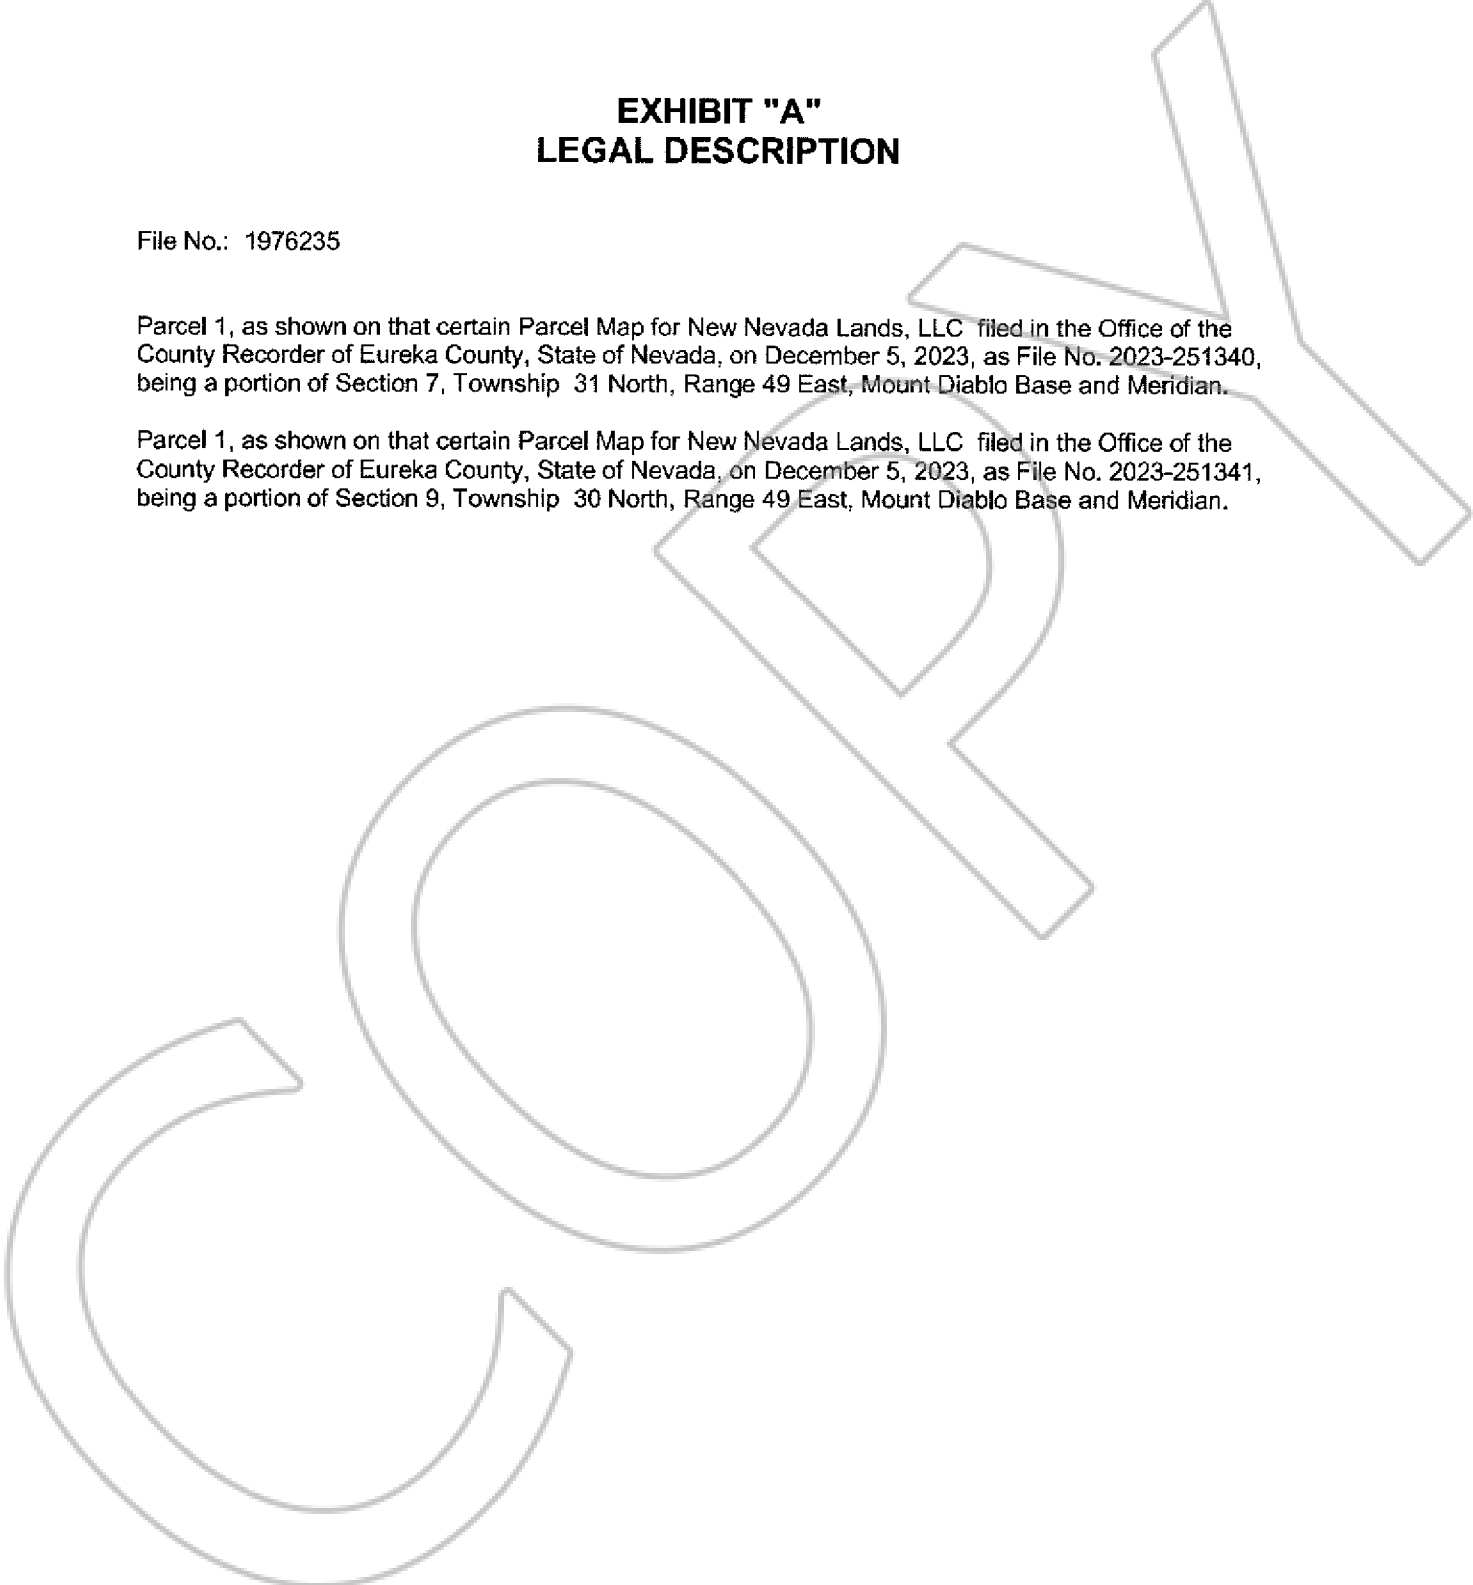 EXHIBIT "A"
LEGAL DESCRIPTION
File No.: 1976235
Parcel 1, as shown on that certain Parcel Map for New Nevada Lands, LLC filed in the Office of the
County Recorder of Eureka County, State of Nevada, on December 5, 2023, as File No. 2023-251340,
being a portion of Section 7, Township 31 North, Range 49 East, Mount Diablo Base and Meridian.
Parcel 1, as shown on that certain Parcel Map for New Nevada Lands, LLC filed in the Office of the
County Recorder of Eureka County, State of Nevada, on December 5, 2023, as File No. 2023-251341,
being a portion of Section 9, Township 30 North, Range 49 East, Mount Diablo Base and Meridian.
COPY